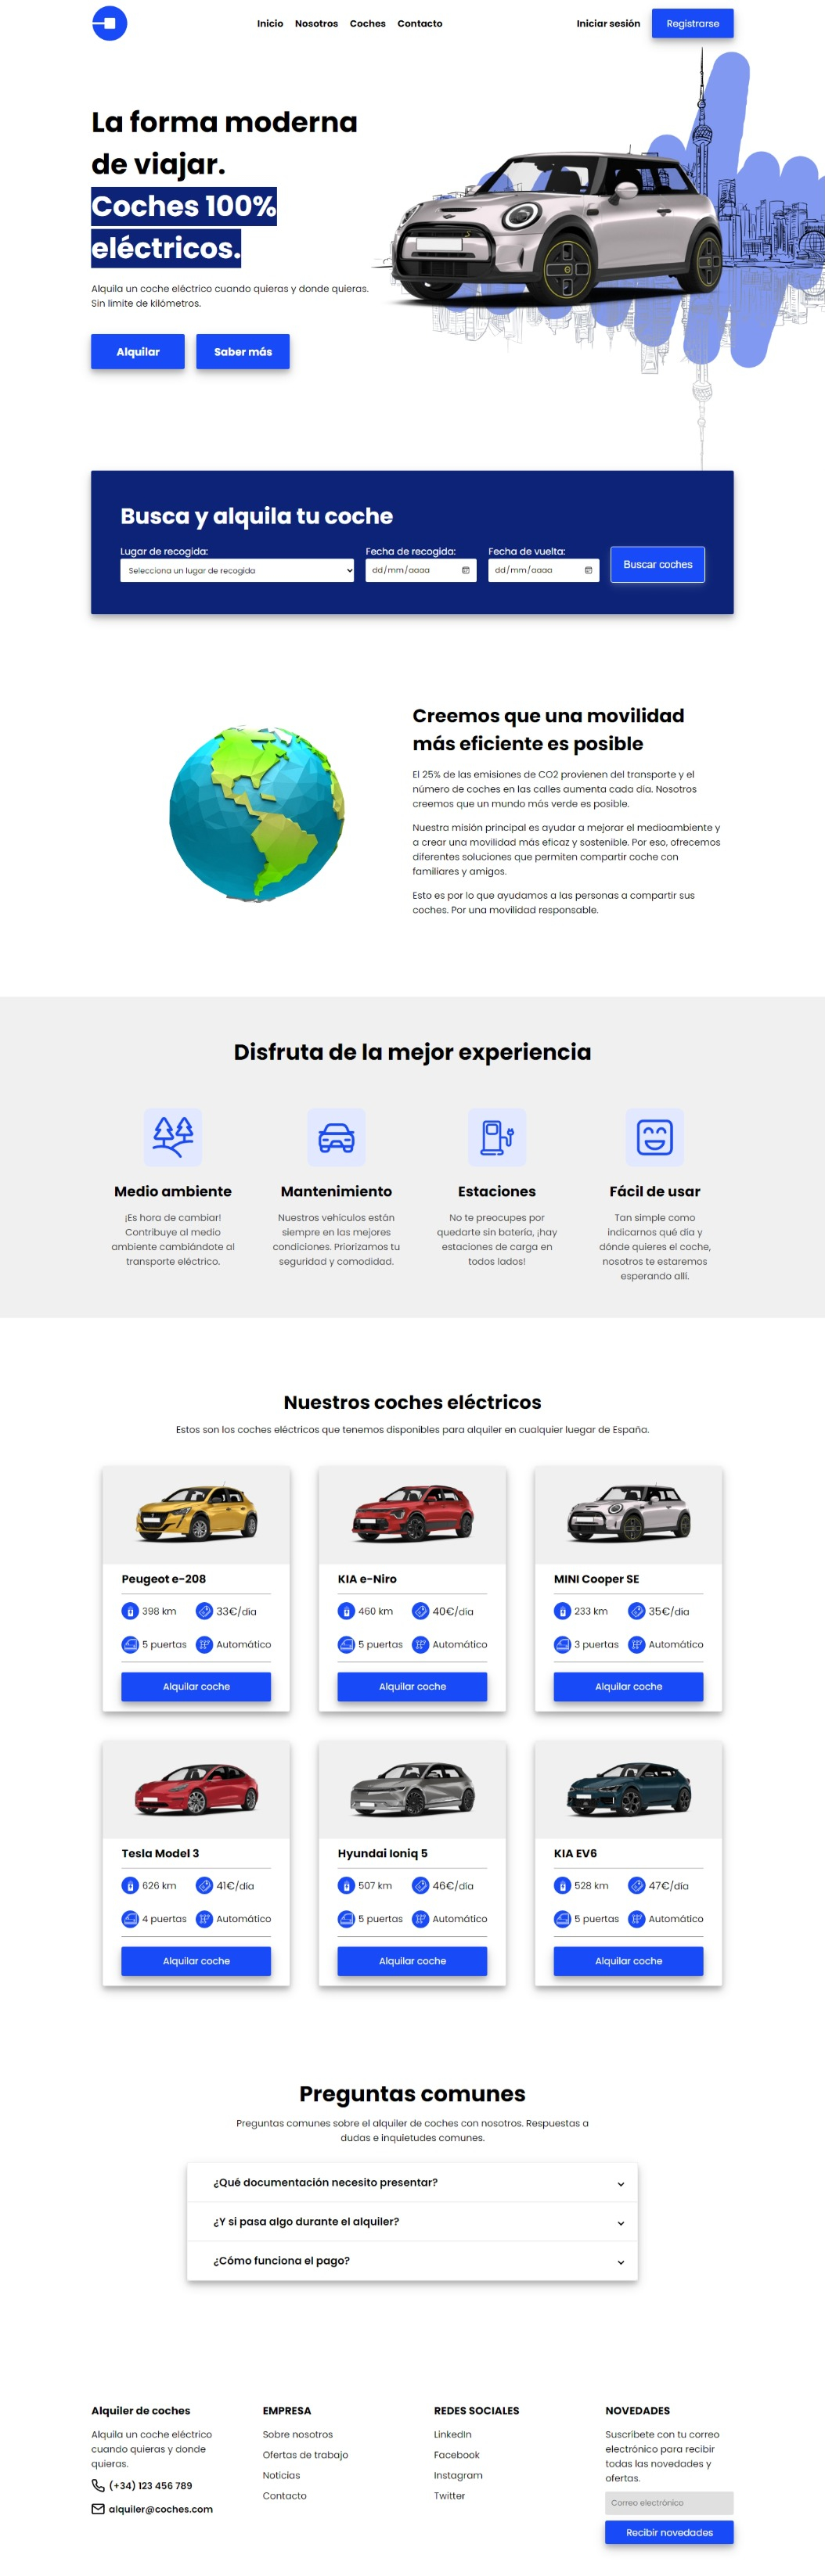 Inicio Nosotros Coches Contacto
Iniciar sesión Registrarse
La forma moderna
de viajar.
Coches 100%
eléctricos.
Alquila un coche eléctrico cuando quieras y donde quieras.
Sin límite de kilómetros.
Alquilar Saber más
Busca y alquila tu coche
Lugar de recogida: Fecha de recogida: Fecha de vuelta:
Selecciona un lugar de recogida dd/mm/aaaa dd/mm/aaaa Buscar coches
Creemos que una movilidad
más eficiente es posible
El 25% de las emisiones de CO2 provienen del transporte y el
número de coches en las calles aumenta cada día. Nosotros
creemos que un mundo más verde es posible.
Nuestra misión principal es ayudar a mejorar el medioambiente y
a crear una movilidad más eficaz y sostenible. Por eso, ofrecemos
diferentes soluciones que permiten compartir coche con
familiares y amigos.
Esto es por lo que ayudamos a las personas a compartir sus
coches. Por una movilidad responsable.
Disfruta de la mejor experiencia
Medio ambiente
¡Es hora de cambiar!
Contribuye al medio
ambiente cambiándote al
transporte eléctrico.
Mantenimiento
Nuestros vehículos están
siempre en las mejores
condiciones. Priorizamos tu
seguridad y comodidad.
Estaciones
No te preocupes por
quedarte sin batería, ¡hay
estaciones de carga en
todos lados!
Fácil de usar
Tan simple como
indicarnos qué día y
dónde quieres el coche,
nosotros te estaremos
esperando allí.
Nuestros coches eléctricos
Estos son los coches eléctricos que tenemos disponibles para alquiler en cualquier luegar de España.
Peugeot e-208
398 km 33€/día
5 puertas Automático
Alquilar coche
KIA e-Niro
460 km 40€/día
5 puertas Automático
Alquilar coche
MINI Cooper SE
233 km 35€/día
3 puertas Automático
Alquilar coche
Tesla Model 3
626 km 41€/día
4 puertas Automático
Alquilar coche
Hyundai Ioniq 5
507 km 46€/día
5 puertas Automático
Alquilar coche
KIA EV6
528 km 47€/día
5 puertas Automático
Alquilar coche
Preguntas comunes
Preguntas comunes sobre el alquiler de coches con nosotros. Respuestas a
dudas e inquietudes comunes.
¿Qué documentación necesito presentar?
¿Y si pasa algo durante el alquiler?
¿Cómo funciona el pago?
Alquiler de coches
Alquila un coche eléctrico
cuando quieras y donde
quieras.
(+34) 123 456 789
alquiler@coches.com
EMPRESA
Sobre nosotros
Ofertas de trabajo
Noticias
Contacto
REDES SOCIALES
LinkedIn
Facebook
Instagram
Twitter
NOVEDADES
Suscríbete con tu correo
electrónico para recibir
todas las novedades y
ofertas.
Correo electrónico
Recibir novedades